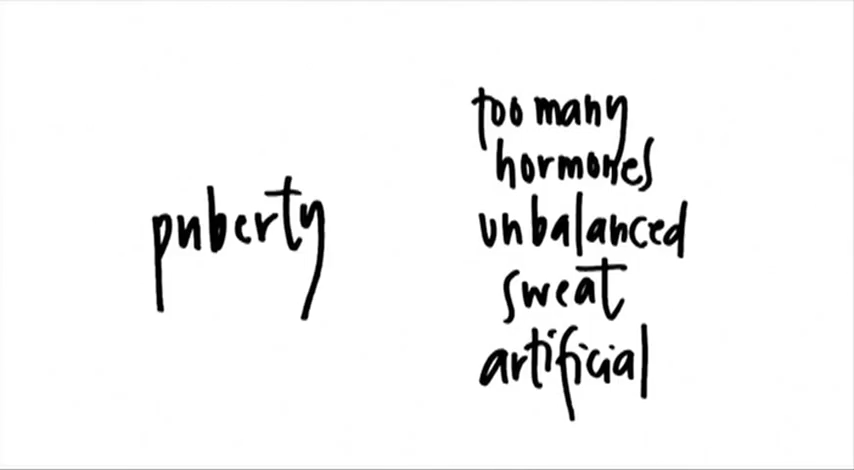 puberty
too many
hormones
unbalanced
sweat
artificial